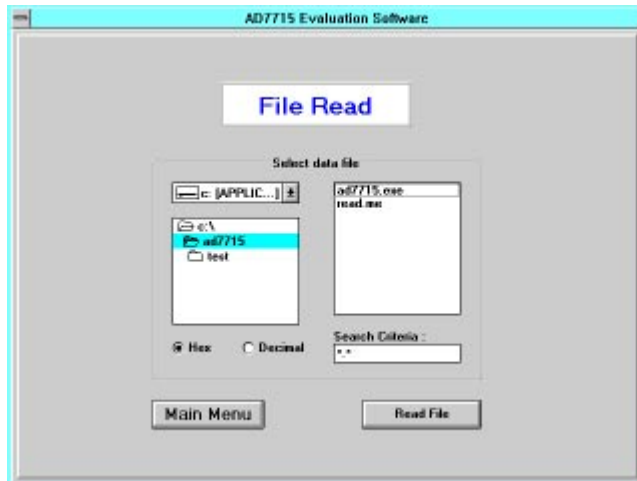 AD7715 Evaluation Software
File Read
Select data file
c: [APPLIC...]
c:\
ad7715
test
ad7715.exe
read.me
Hex
Decimal
Search Criteria :
*.*
Main Menu
Read File